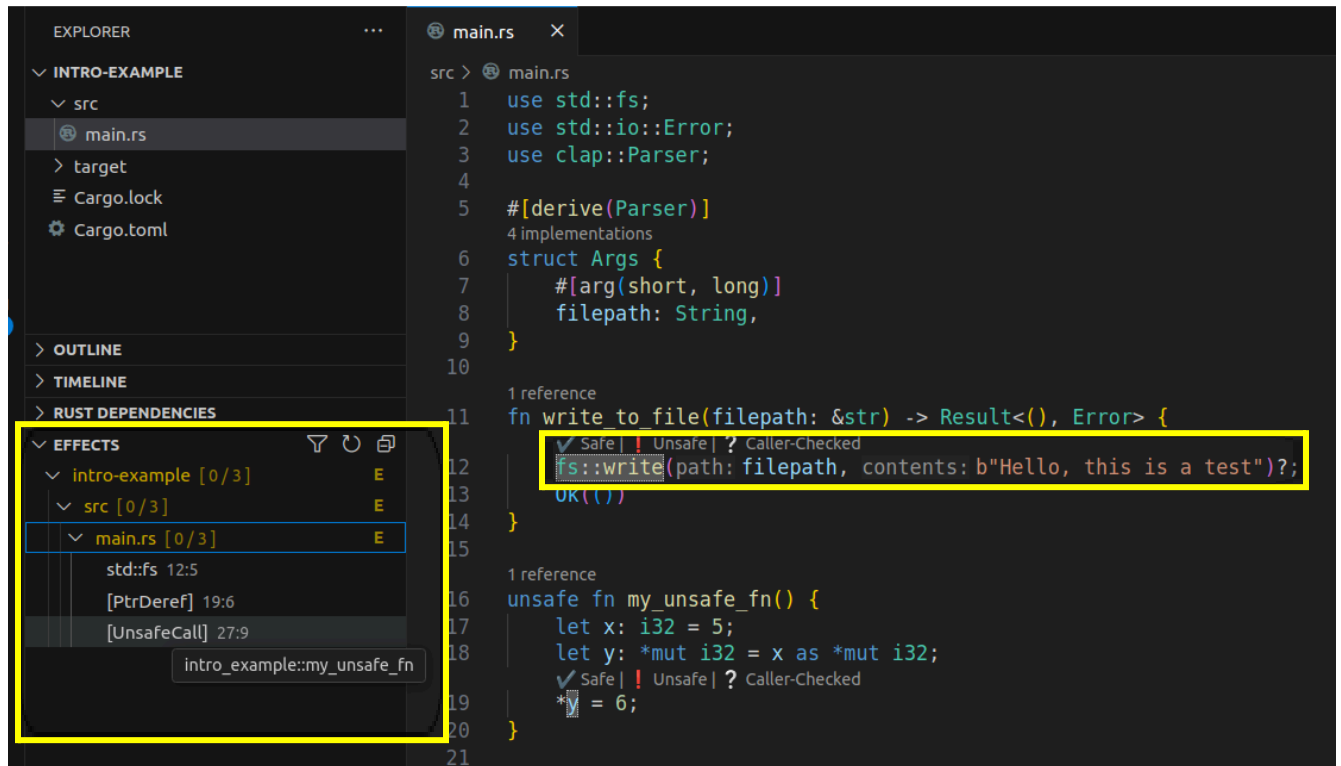 EXPLORER ···
INTRO-EXAMPLE
src
main.rs
target
Cargo.lock
Cargo.toml
OUTLINE
TIMELINE
RUST DEPENDENCIES
EFFECTS
intro-example [0/3] E
src [0/3] E
main.rs [0/3] E
std::fs 12:5
[PtrDeref] 19:6
[UnsafeCall] 27:9
intro_example::my_unsafe_fn
main.rs
src > main.rs
1 use std::fs;
2 use std::io::Error;
3 use clap::Parser;
4
5 #[derive(Parser)]
4 implementations
6 struct Args {
7 #[arg(short, long)]
8 filepath: String,
9 }
10
1 reference
11 fn write_to_file(filepath: &str) -> Result<(), Error> {
✔ Safe | ❗ Unsafe | ? Caller-Checked
12 fs::write(path: filepath, contents: b"Hello, this is a test")?;
13 Ok(())
14 }
15
1 reference
16 unsafe fn my_unsafe_fn() {
17 let x: i32 = 5;
18 let y: *mut i32 = x as *mut i32;
✔ Safe | ❗ Unsafe | ? Caller-Checked
19 *y = 6;
20 }
21